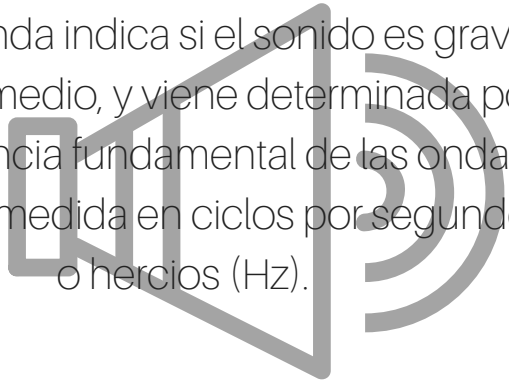 nda indica si el sonido es grav
medio, y viene determinada po
ncia fundamental de las onda
medida en ciclos por segundo
o hercios (Hz).